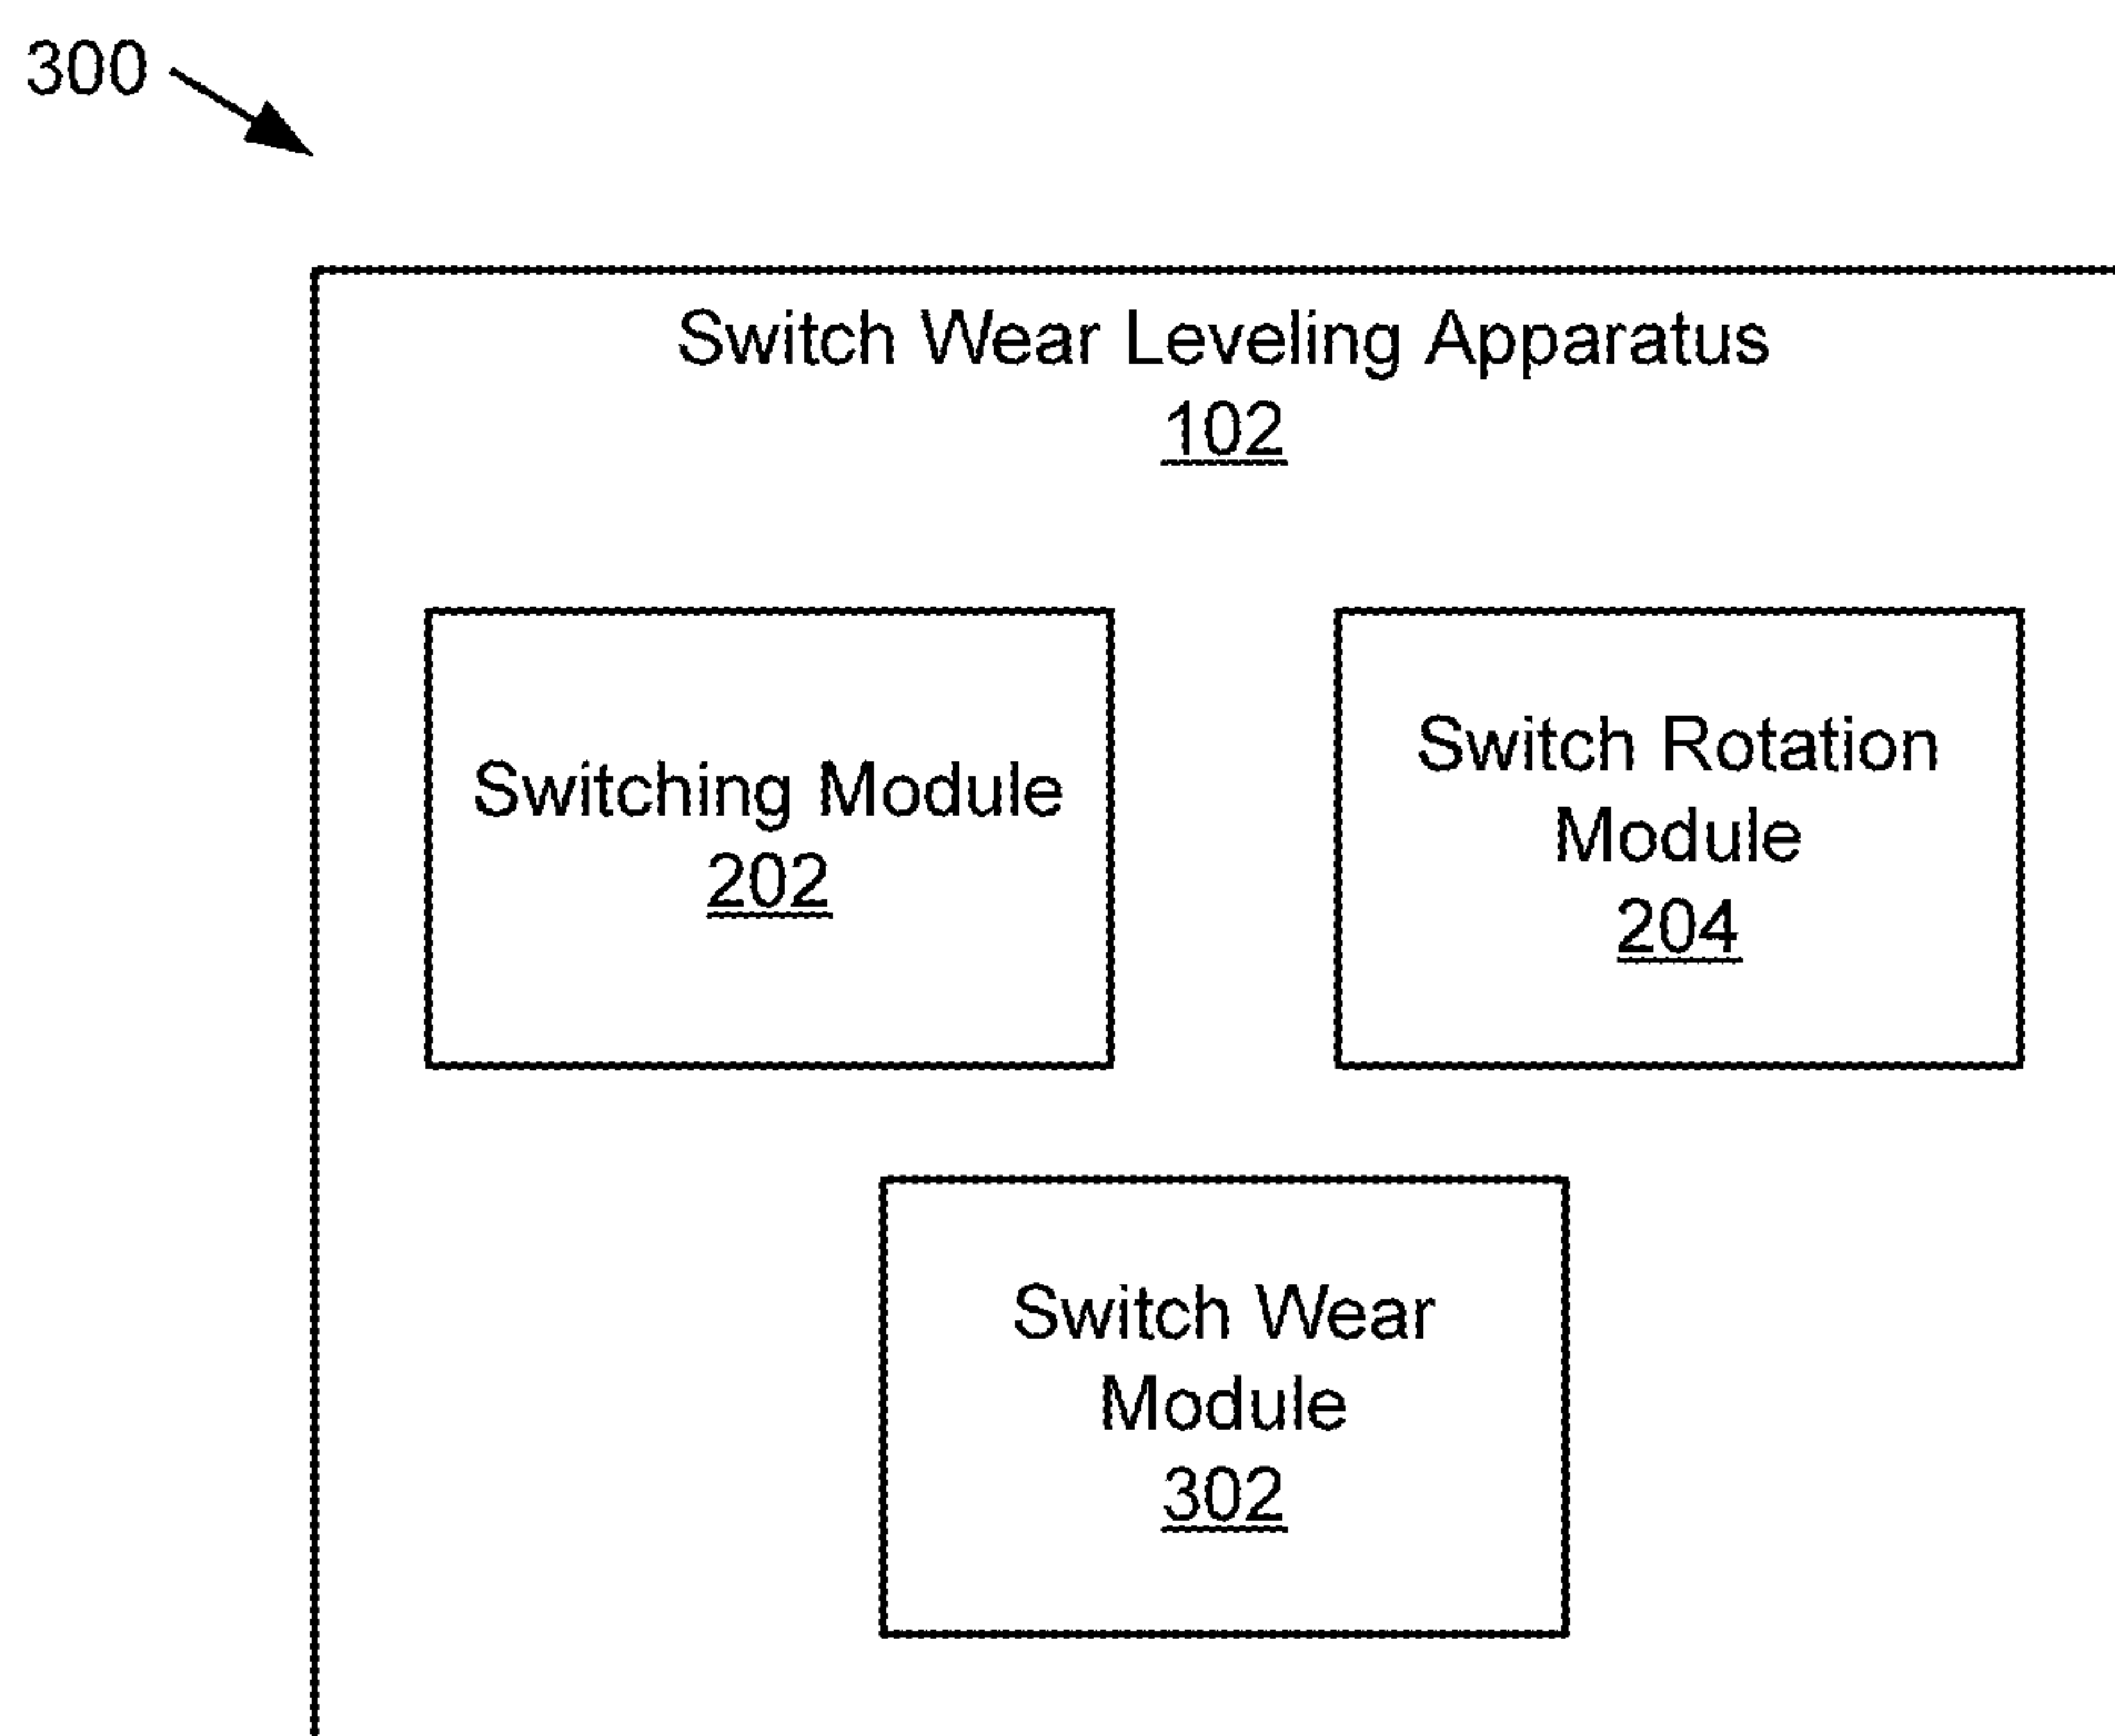 300
Switch Wear Leveling Apparatus
102
Switching Module
202
Switch Rotation
Module
204
Switch Wear
Module
302